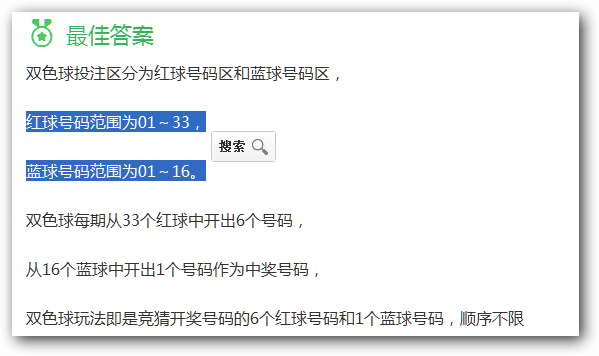 最佳答案
双色球投注区分为红球号码区和蓝球号码区，
红球号码范围为01～33，
搜索
蓝球号码范围为01～16。
双色球每期从33个红球中开出6个号码，
从16个蓝球中开出1个号码作为中奖号码，
双色球玩法即是竞猜开奖号码的6个红球号码和1个蓝球号码，顺序不限